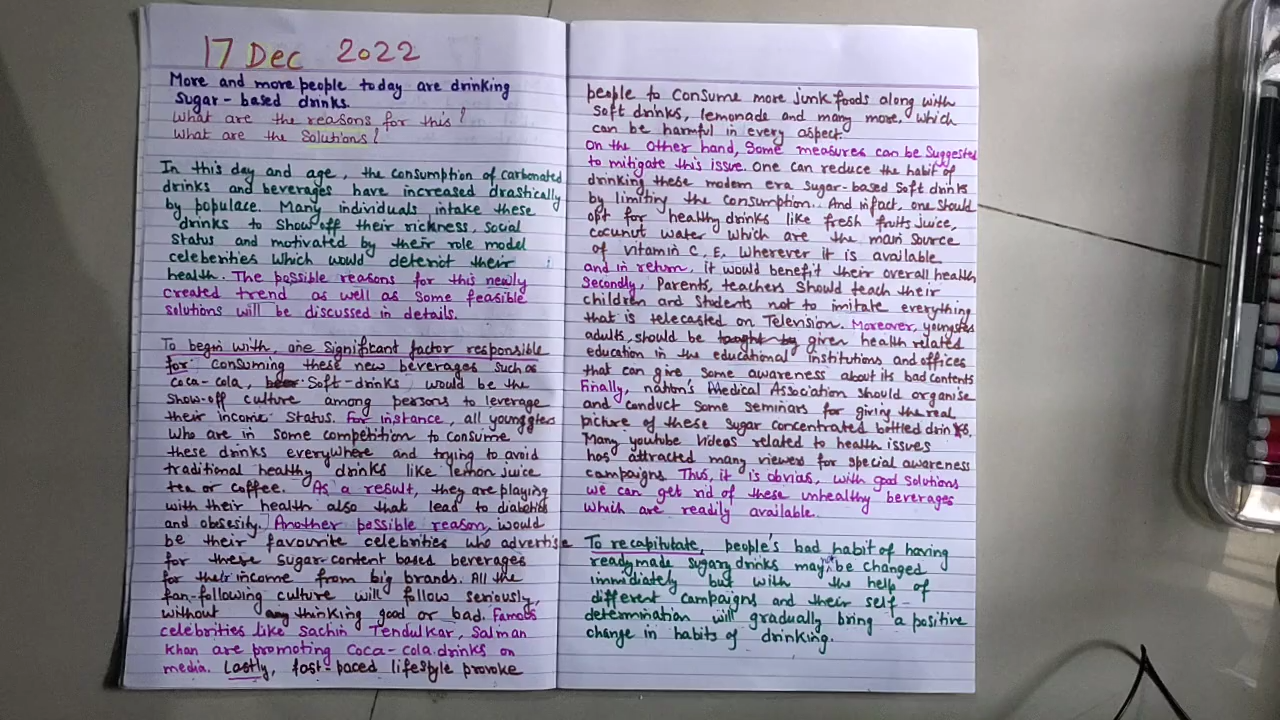 17 Dec 2022
More and more people today are drinking
Sugar-based drinks.
What are the reasons for this?
What are the Solutions?
In this day and age, the consumption of carbonated
drinks and beverages have increased drastically
by populace. Many individuals intake these
drinks to show off their richness, social
status and motivated by their role model
celeberities which would deterict their
health. The possible reasons for this newly
created trend as well as some feasible
solutions will be discussed in details.
To begin with, one significant factor responsible
for consuming these new beverages such as
Coca-cola, Soft-drinks would be the
show-off culture among persons to leverage
their income status. For instance, all youngsters
who are in some competition to consume
these drinks everywhere and trying to avoid
traditional healthy drinks like lemon juice
tea or coffee. As a result, they are playing
with their health also that lead to diabetes
and obsesity. Another possible reason, would
be their favourite celebrities who advertise
for these sugar-content based beverages
for their income from big brands. All the
fan-following culture will follow seriously,
without thinking good or bad. Famous
celebrities like Sachin Tendulkar, Salman
Khan are promoting Coca-cola drinks on
media. Lastly, fast-paced lifestyle provoke
people to consume more junk foods along with
Soft drinks, lemonade and many more, which
can be harmful in every aspect.
On the other hand, Some measures can be Suggested
to mitigate this issue. One can reduce the habit of
drinking these modern era sugar-based soft drinks
by limiting the consumption. And infact, one should
opt for healthy drinks like fresh fruits juice,
coconut water which are the main source
of vitamin C, E, wherever it is available
and in return, it would benefit their overall health
Secondly, Parents, teachers should teach their
children and students not to imitate everything
that is telecasted on Television. Moreover, youngsters
adults, should be given health related
education in the educational institutions and offices
that can give some awareness about its bad contents
Finally, nation's Medical Association should organise
and conduct some seminars for giving the real
picture of these sugar concentrated bottled drinks.
Many youtube videos related to health issues
has attracted many viewers for special awareness
campaigns. Thus, it is obvias, with good solutions
we can get rid of these unhealthy beverages
which are readily available.
To recapitulate, people's bad habit of having
readymade sugary drinks may be changed
immediately but with the help of
different campaigns and their self-
determination will gradually bring a positive
change in habits of drinking.